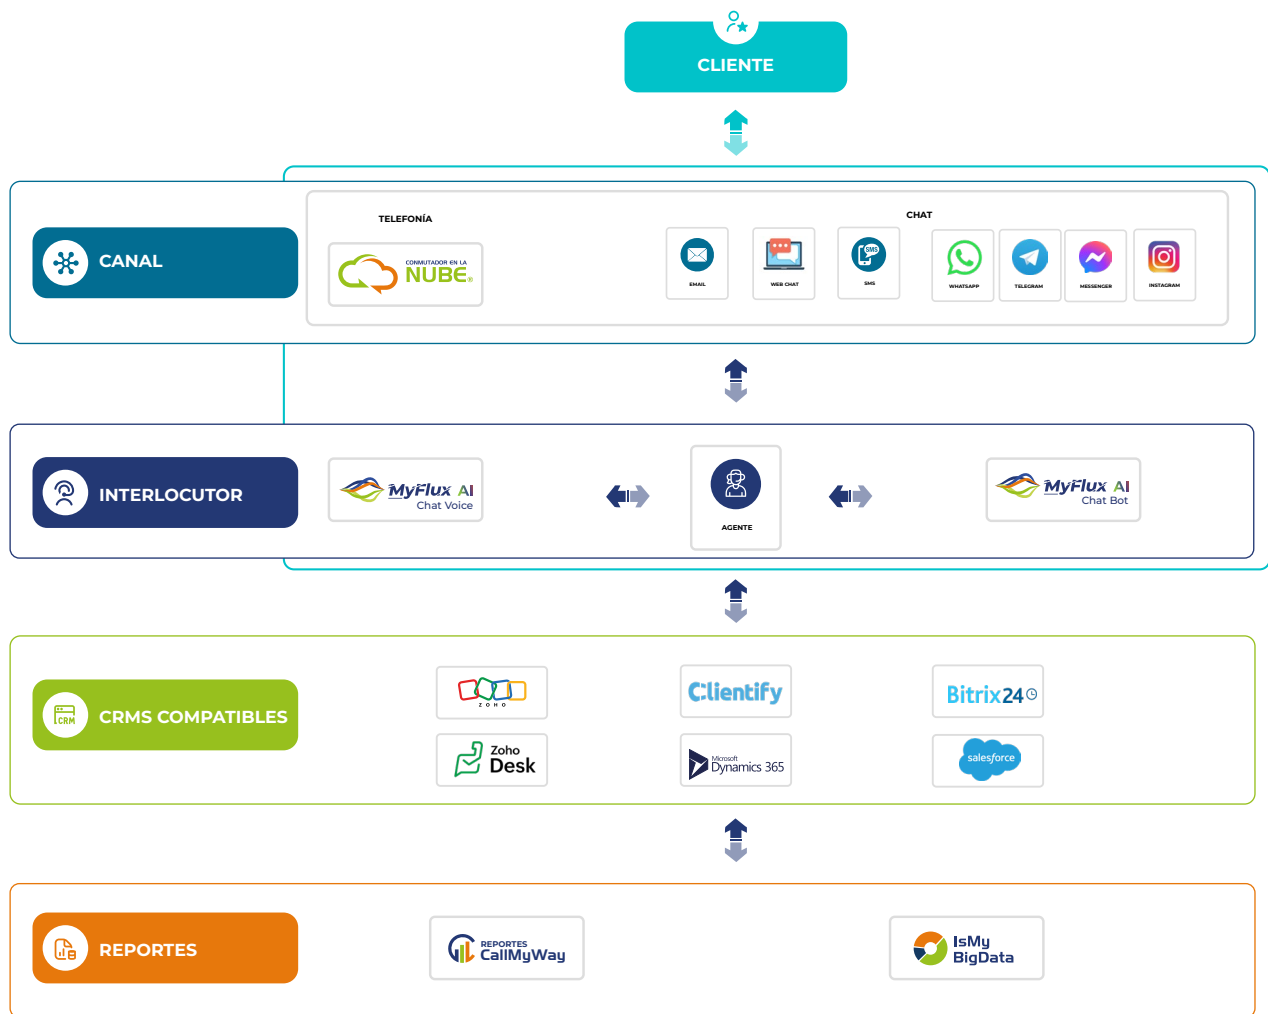 CLIENTE
CANAL
TELEFONÍA
CONMUTADOR EN LA
NUBE®
CHAT
EMAIL
WEB CHAT
SMS
SMS
WHATSAPP
TELEGRAM
MESSENGER
INSTAGRAM
INTERLOCUTOR
MyFlux AI
Chat Voice
AGENTE
MyFlux AI
Chat Bot
CRM
CRMS COMPATIBLES
ZOHO
Clientify
Bitrix24
Zoho
Desk
Microsoft
Dynamics 365
salesforce
REPORTES
REPORTES
CallMyWay
IsMy
BigData